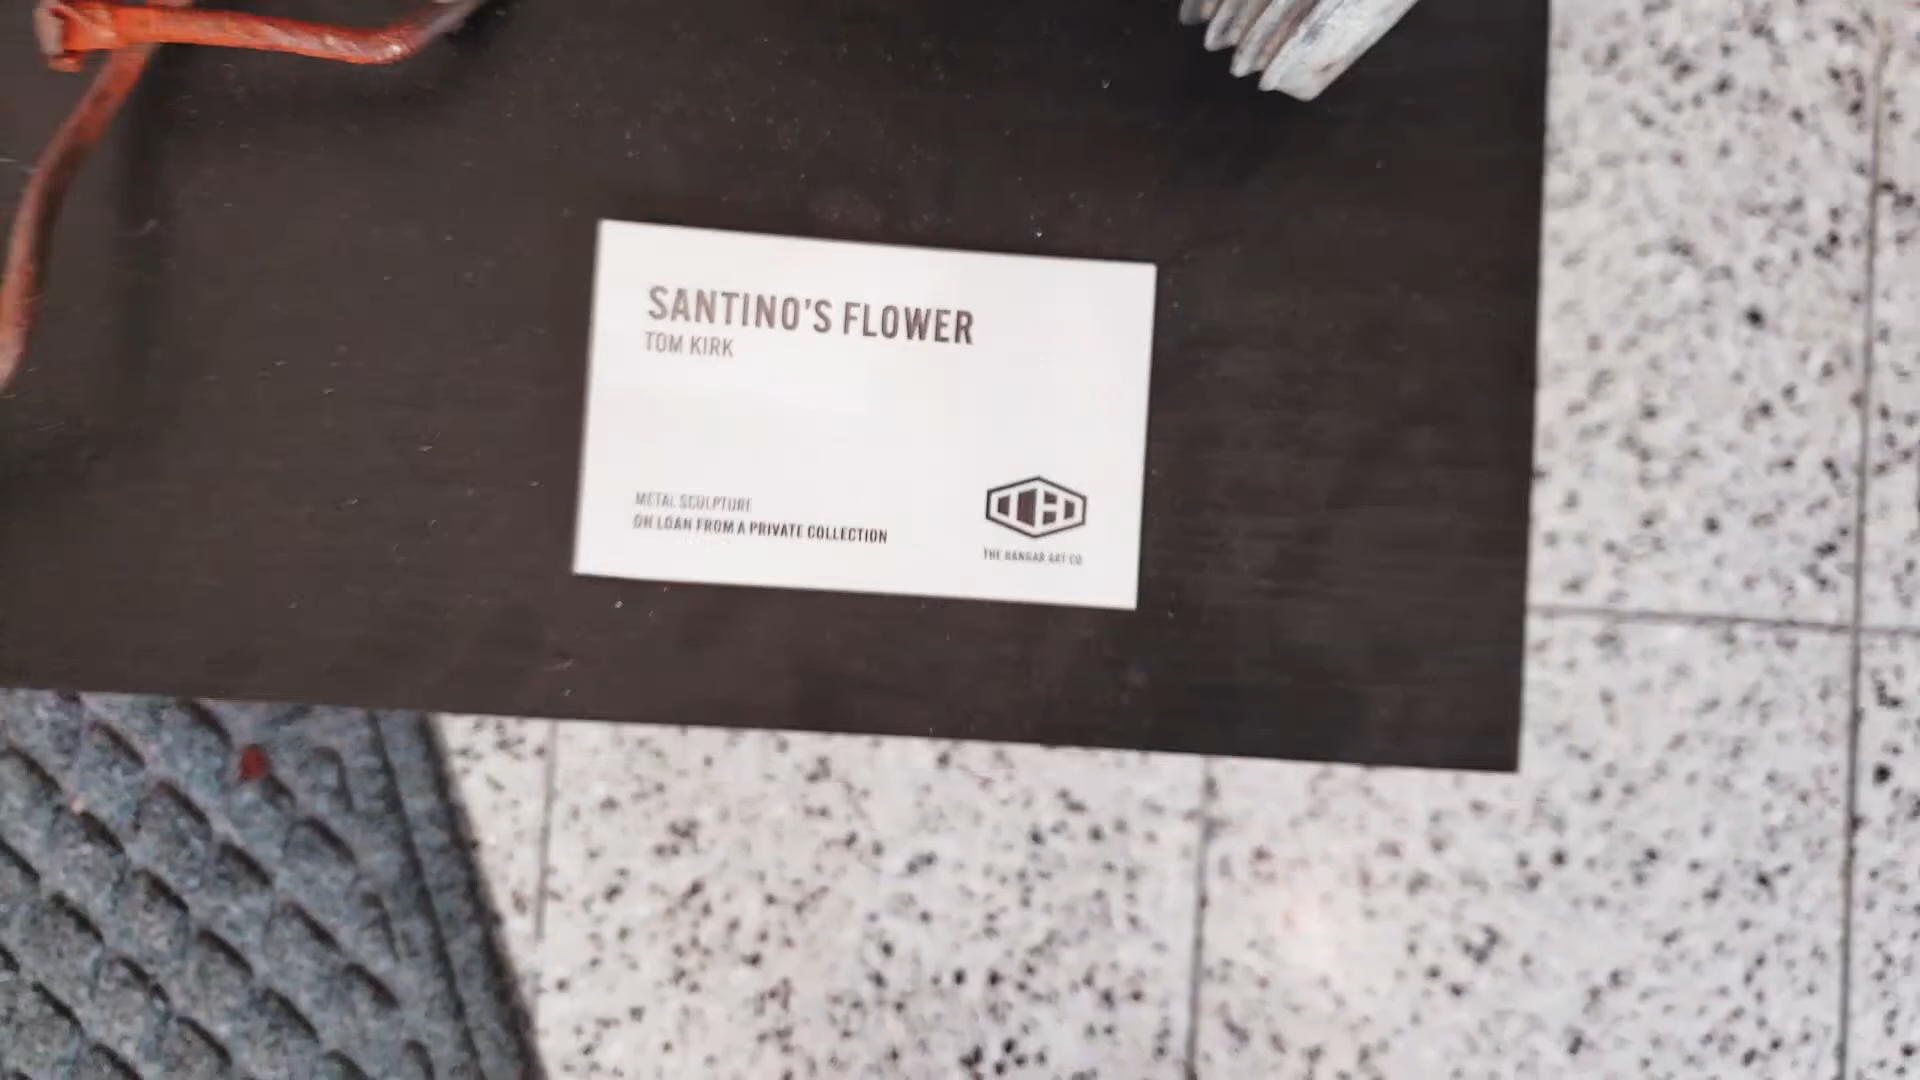 SANTINO'S FLOWER
TOM KIRK
METAL SCULPTURE
ON LOAN FROM A PRIVATE COLLECTION
THE HANGAR ART CO